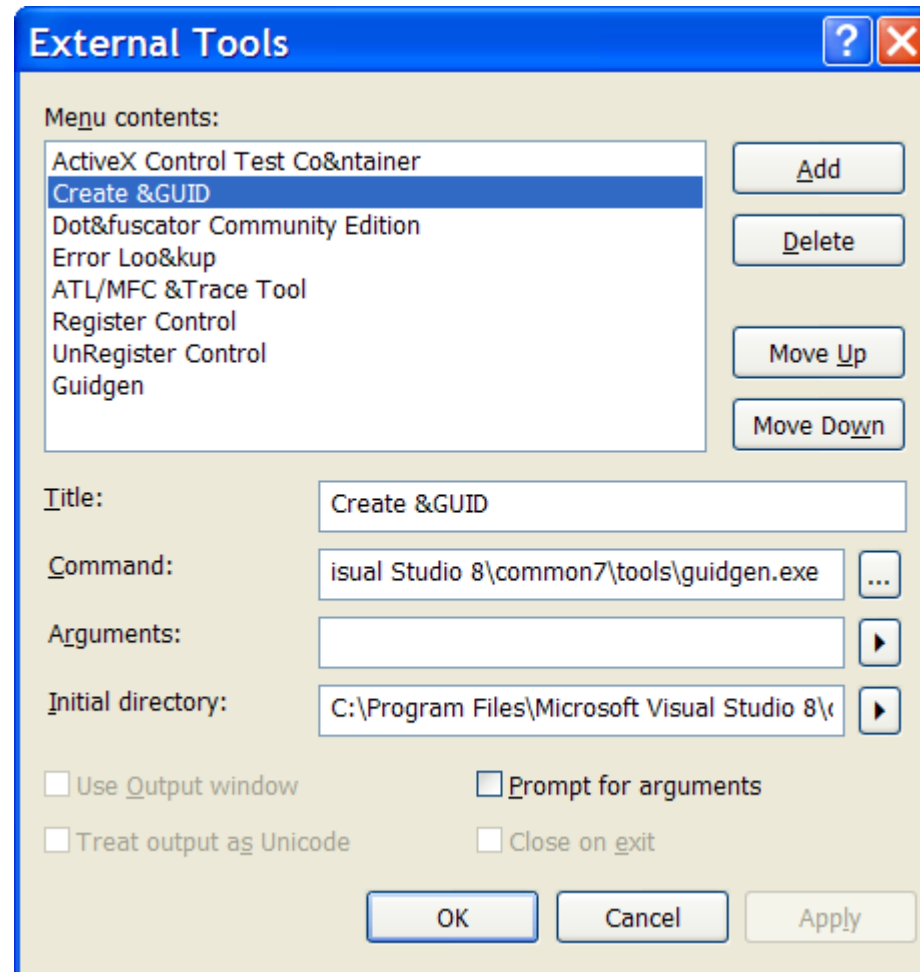 External Tools
Menu contents:
ActiveX Control Test Co&ntainer
Create &GUID
Dot&fuscator Community Edition
Error Loo&kup
ATL/MFC &Trace Tool
Register Control
UnRegister Control
Guidgen
Add
Delete
Move Up
Move Down
Title:
Create &GUID
Command:
isual Studio 8\common7\tools\guidgen.exe
...
Arguments:
Initial directory:
C:\Program Files\Microsoft Visual Studio 8\c
Use Output window
Prompt for arguments
Treat output as Unicode
Close on exit
OK
Cancel
Apply